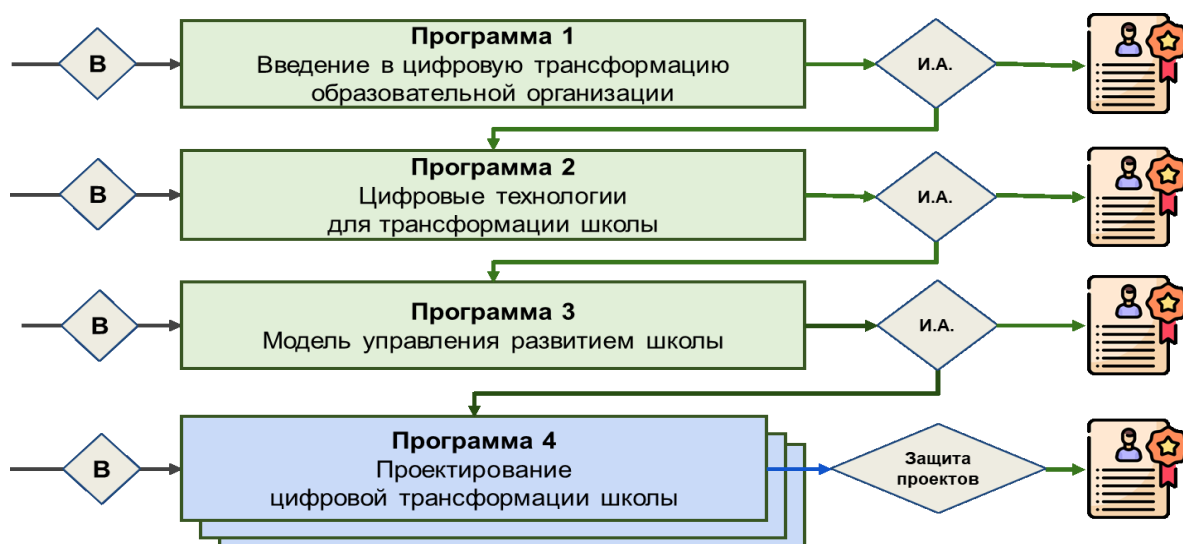 В
Программа 1
Введение в цифровую трансформацию
образовательной организации
И.А.
В
Программа 2
Цифровые технологии
для трансформации школы
И.А.
В
Программа 3
Модель управления развитием школы
И.А.
В
Программа 4
Проектирование
цифровой трансформации школы
Защита
проектов